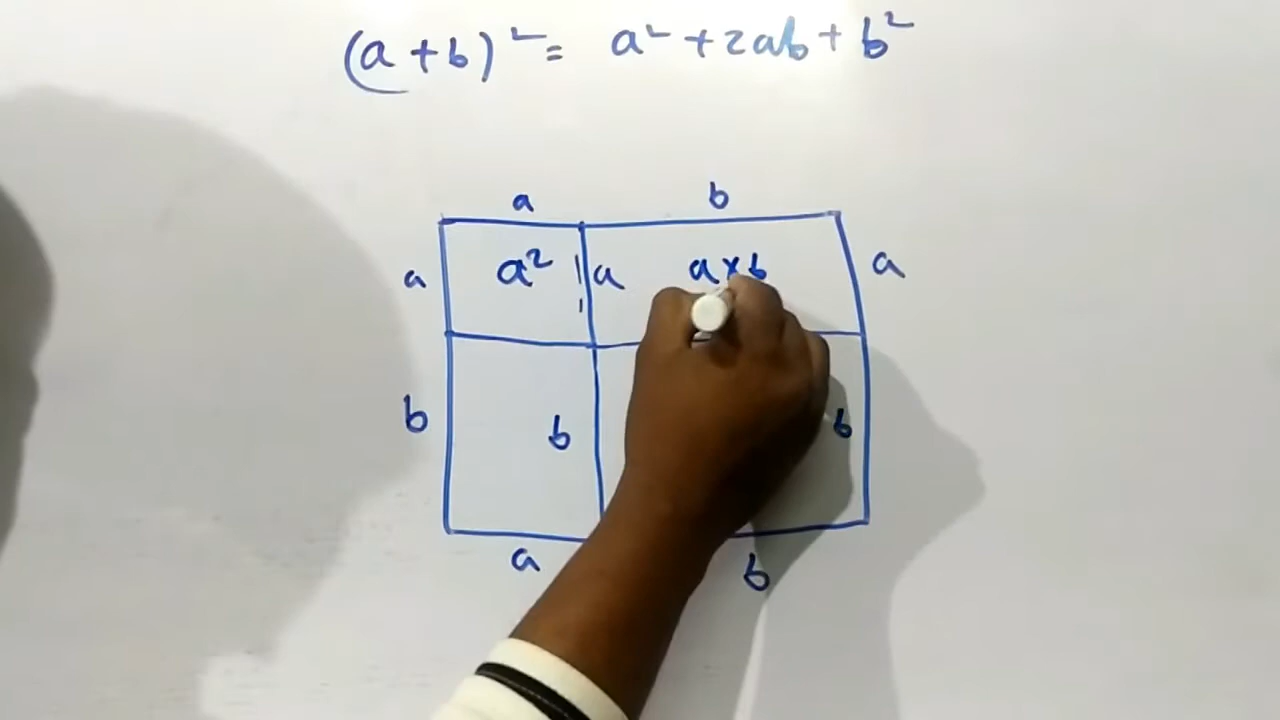 (a+b)² = a² + 2ab + b²
a b
a a² a a×b a
b b b
a b